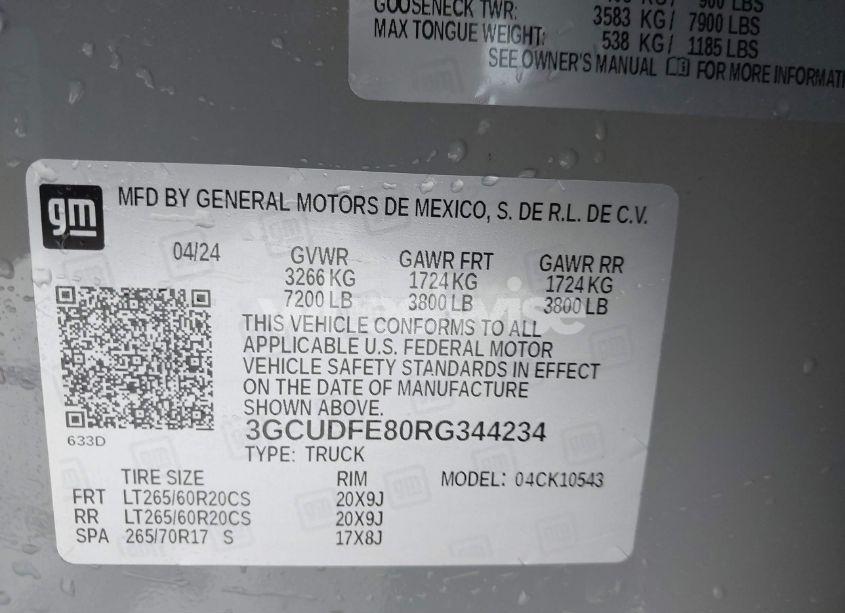 900 LBS
GOOSENECK TWR: 3583 KG/ 7900 LBS
MAX TONGUE WEIGHT: 538 KG/ 1185 LBS
SEE OWNER'S MANUAL FOR MORE INFORMATI
gm
MFD BY GENERAL MOTORS DE MEXICO, S. DE R.L. DE C.V.
04/24 GVWR GAWR FRT GAWR RR
3266 KG 1724 KG 1724 KG
7200 LB 3800 LB 3800 LB
THIS VEHICLE CONFORMS TO ALL
APPLICABLE U.S. FEDERAL MOTOR
VEHICLE SAFETY STANDARDS IN EFFECT
ON THE DATE OF MANUFACTURE
SHOWN ABOVE.
633D
3GCUDFE80RG344234
TYPE: TRUCK
TIRE SIZE RIM MODEL: 04CK10543
FRT LT265/60R20CS 20X9J
RR LT265/60R20CS 20X9J
SPA 265/70R17 S 17X8J